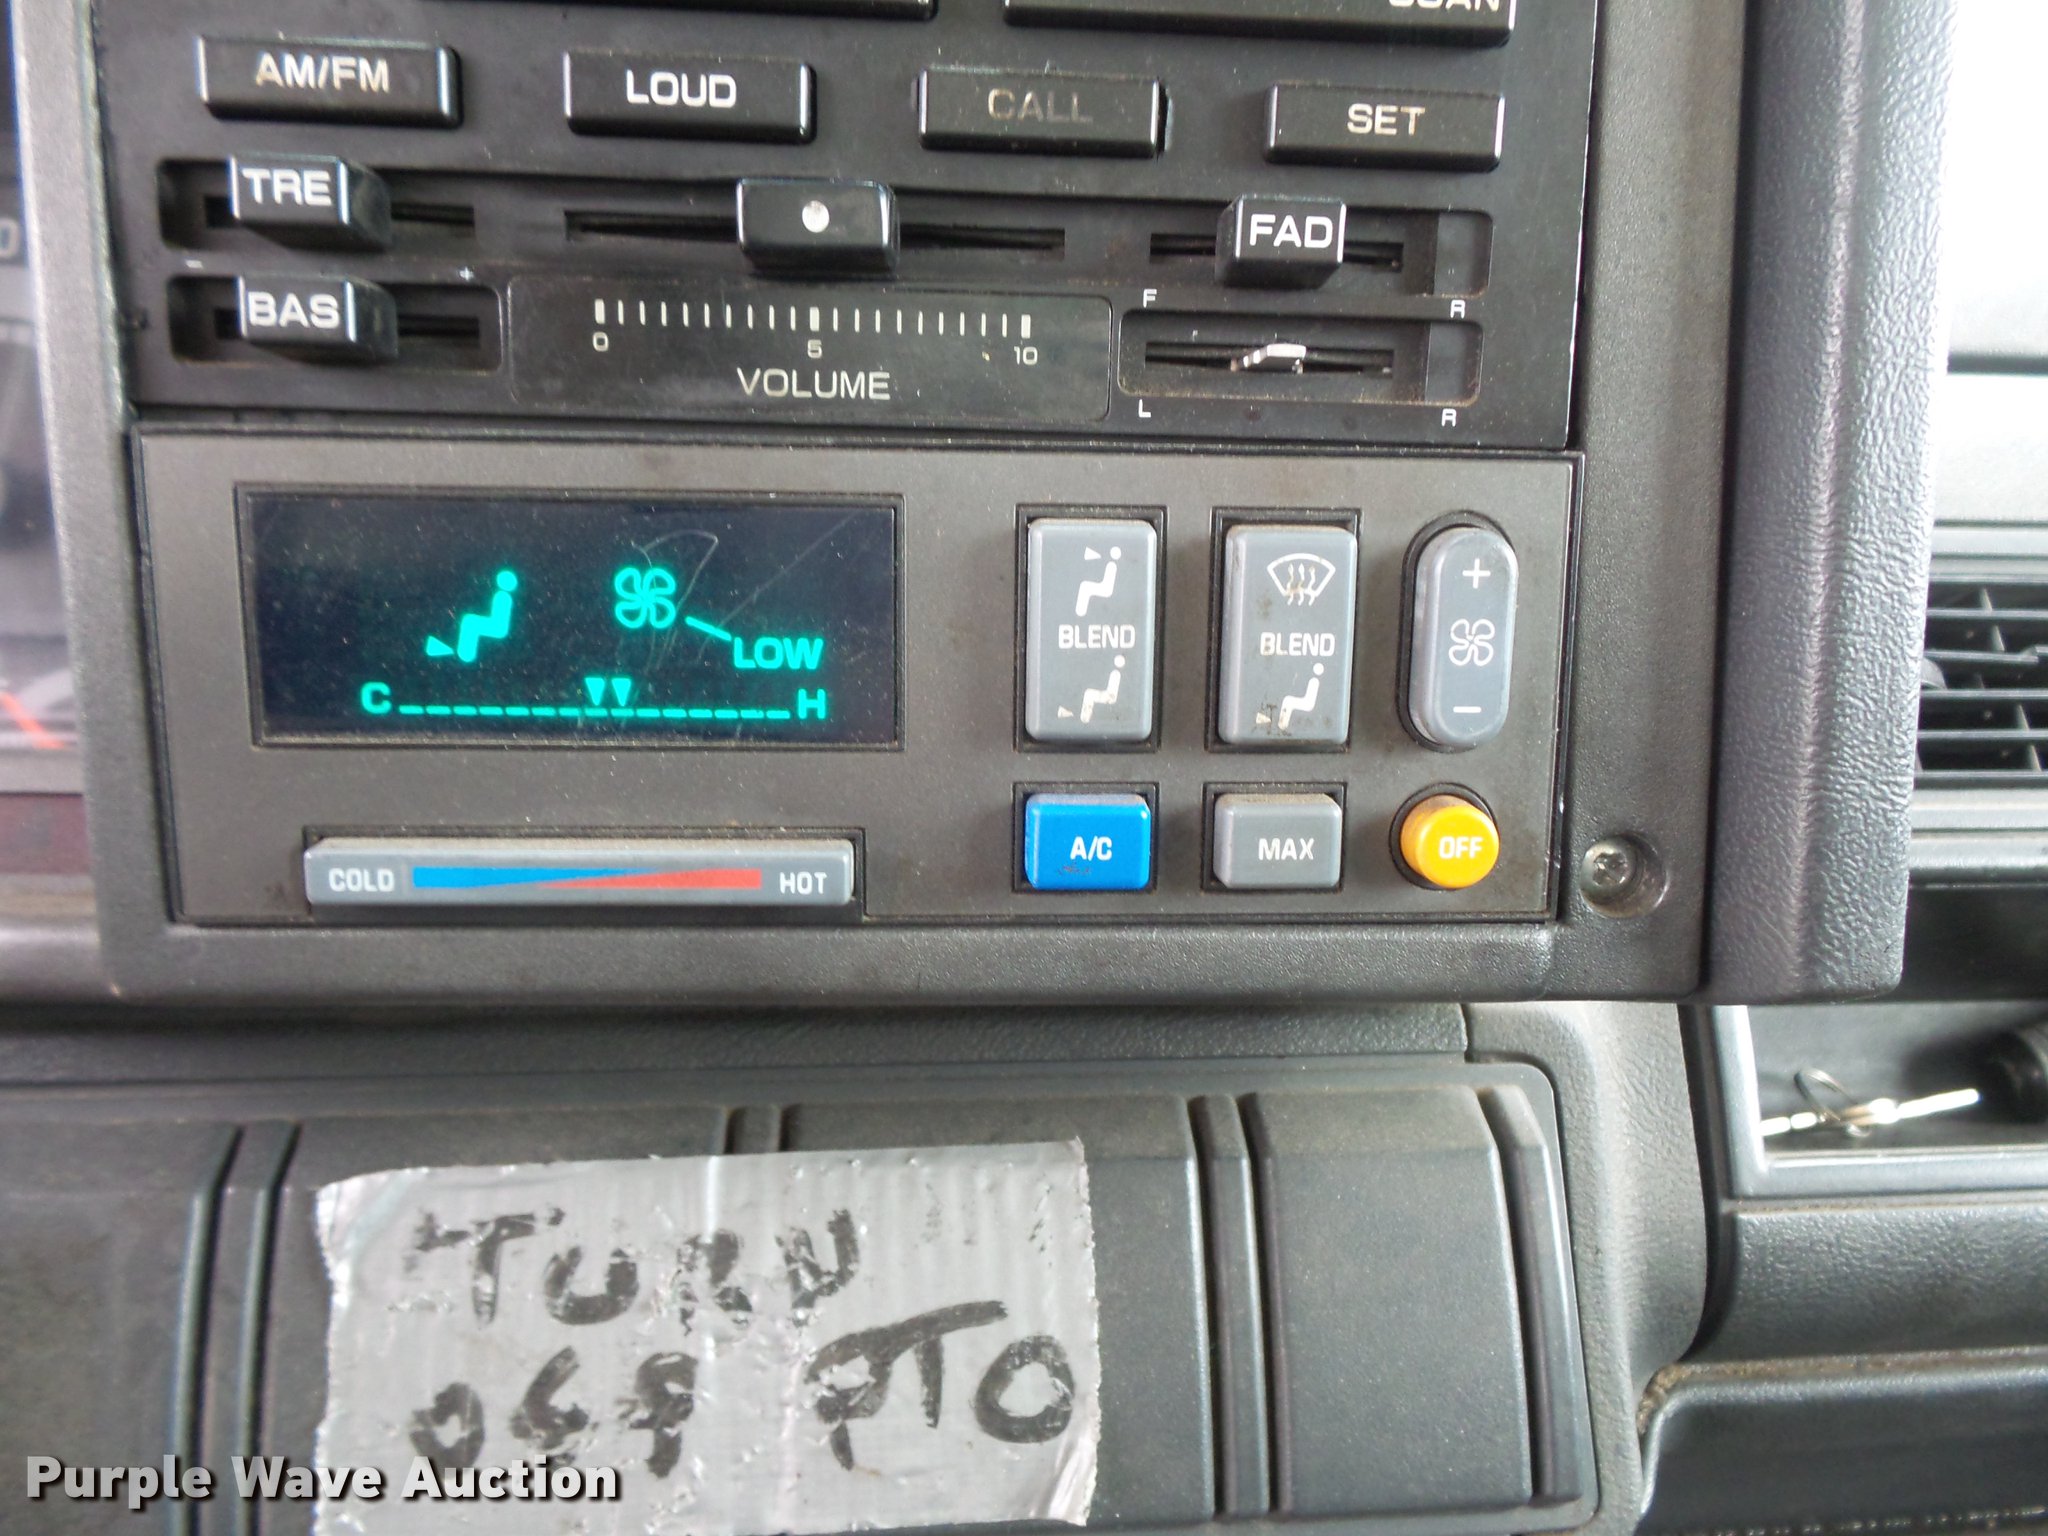 AM/FM LOUD CALL SET
TRE FAD
- +
BAS
F R
0 5 10
VOLUME
L R
LOW
C H
BLEND BLEND + -
COLD HOT
A/C MAX OFF
TURN
OFF PTO
Purple Wave Auction